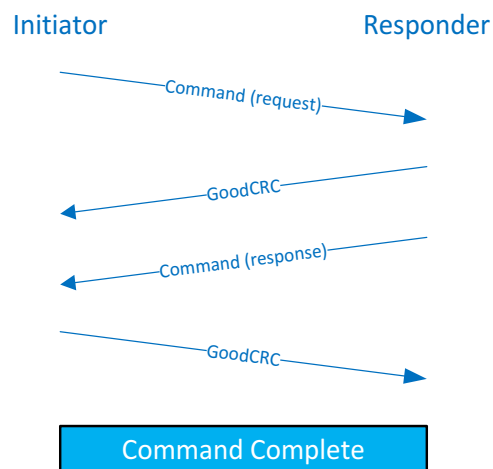 Initiator
Responder
Command (request)
GoodCRC
Command (response)
GoodCRC
Command Complete